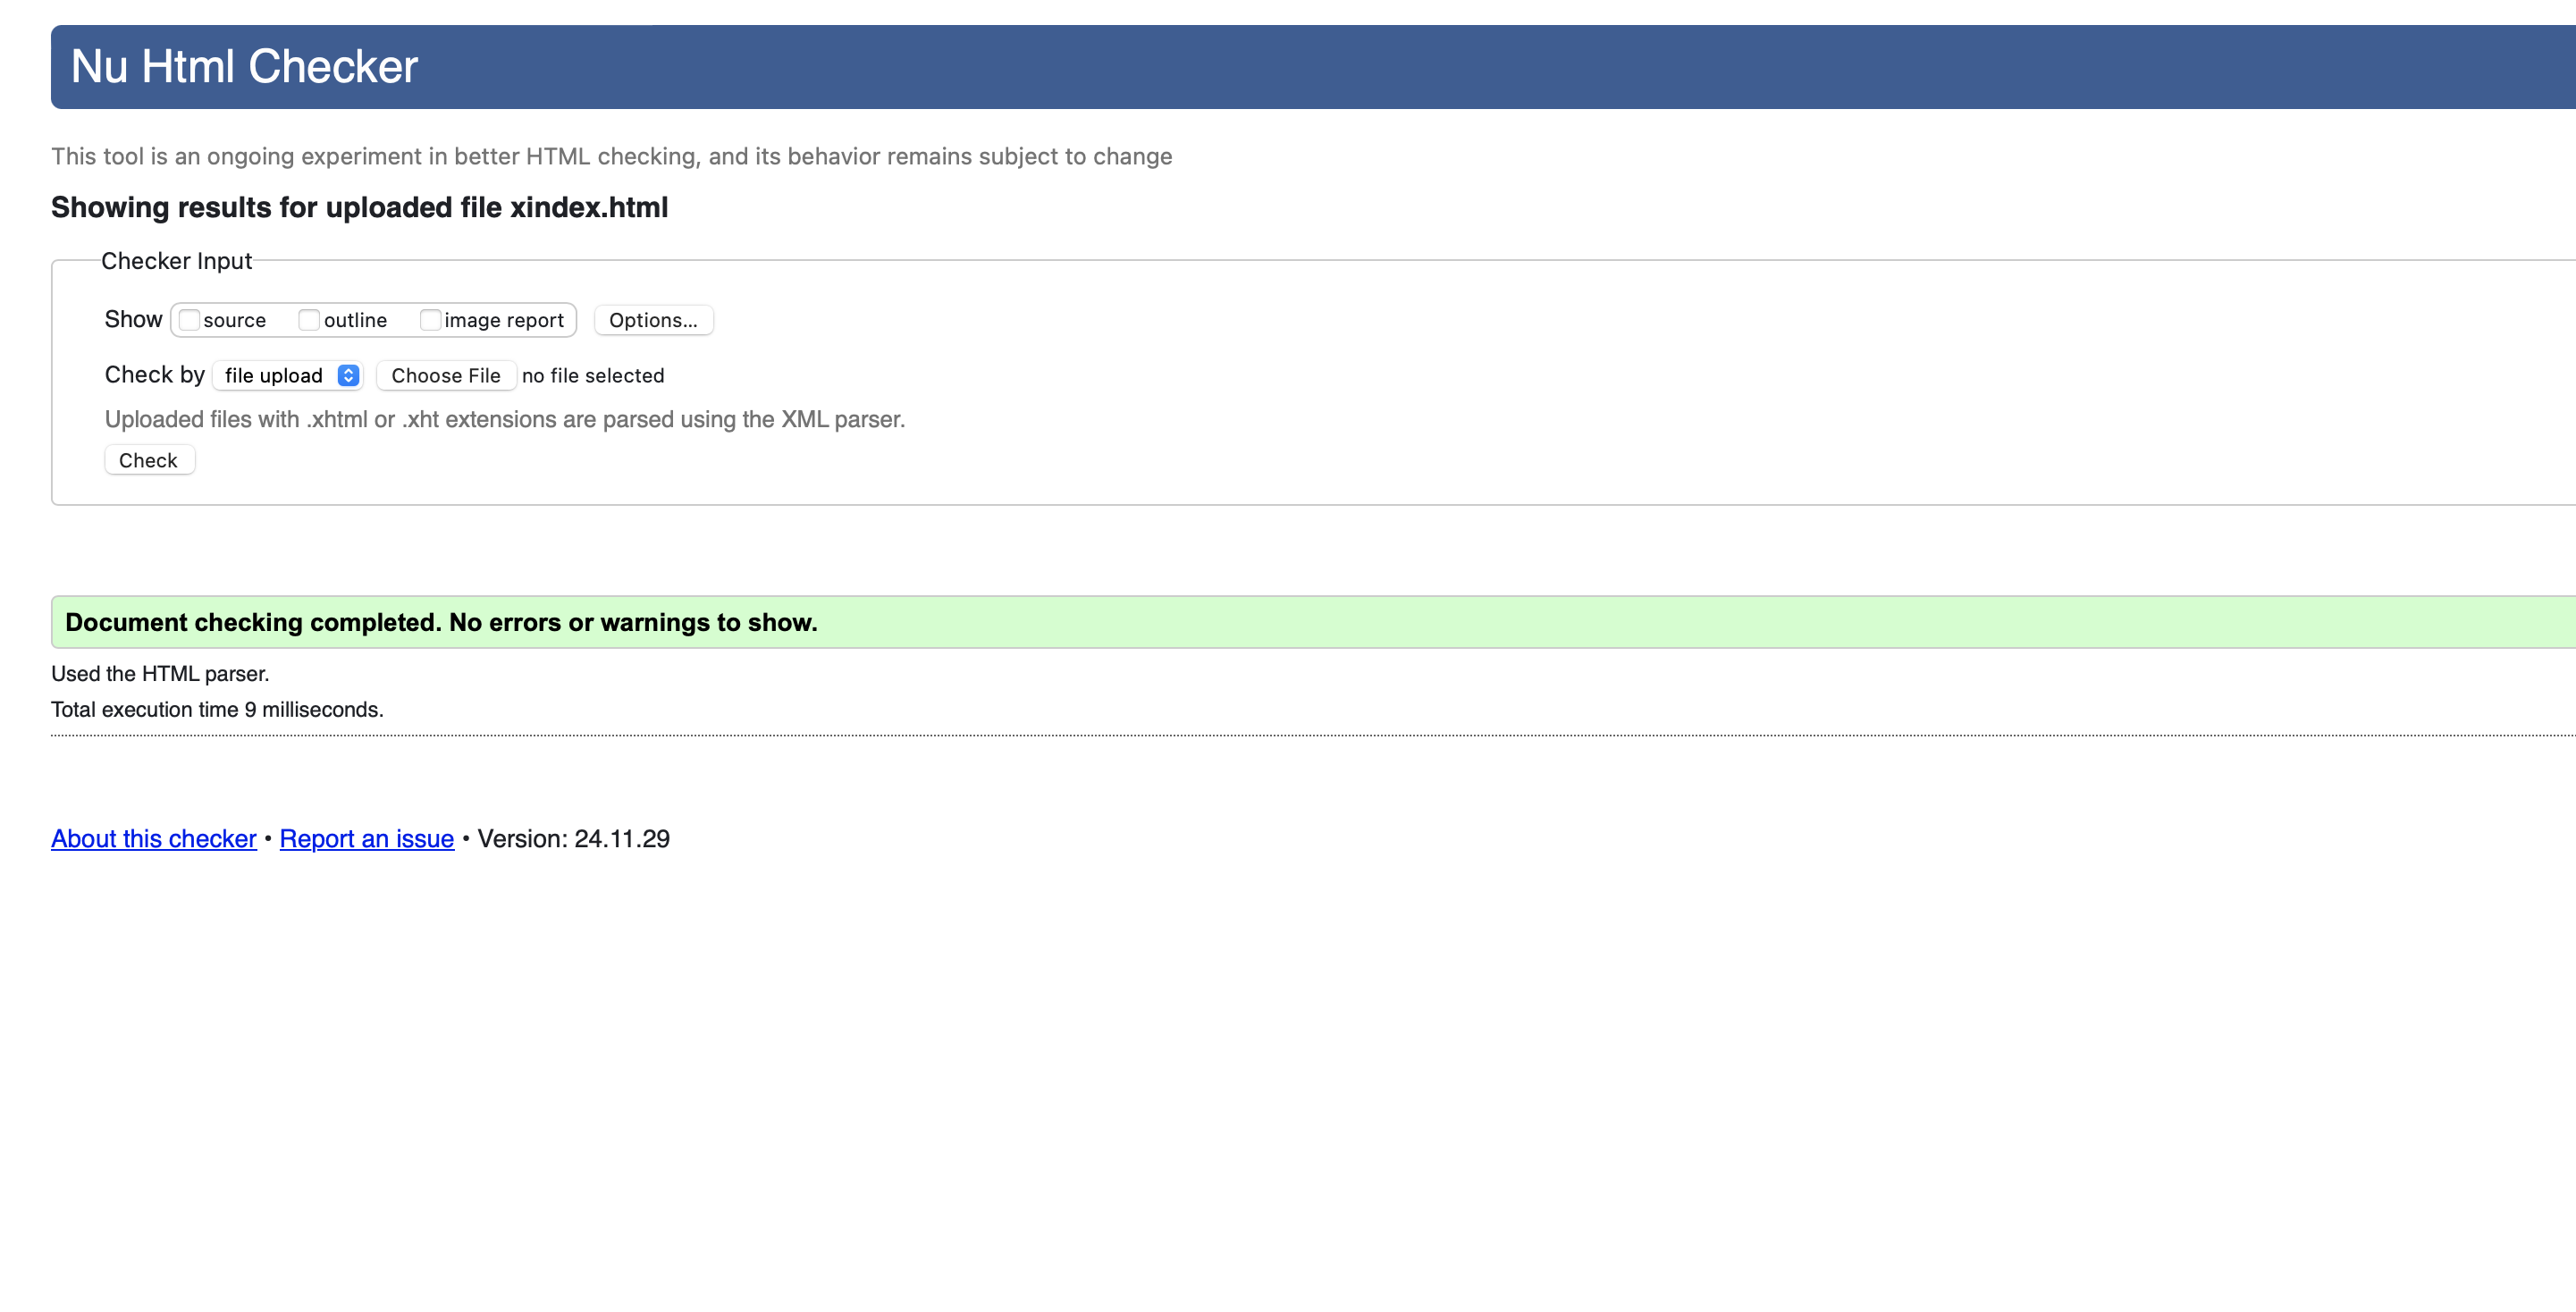 Nu Html Checker
This tool is an ongoing experiment in better HTML checking, and its behavior remains subject to change
Showing results for uploaded file xindex.html
Checker Input
Show source outline image report Options...
Check by file upload Choose File no file selected
Uploaded files with .xhtml or .xht extensions are parsed using the XML parser.
Check
Document checking completed. No errors or warnings to show.
Used the HTML parser.
Total execution time 9 milliseconds.
About this checker • Report an issue • Version: 24.11.29